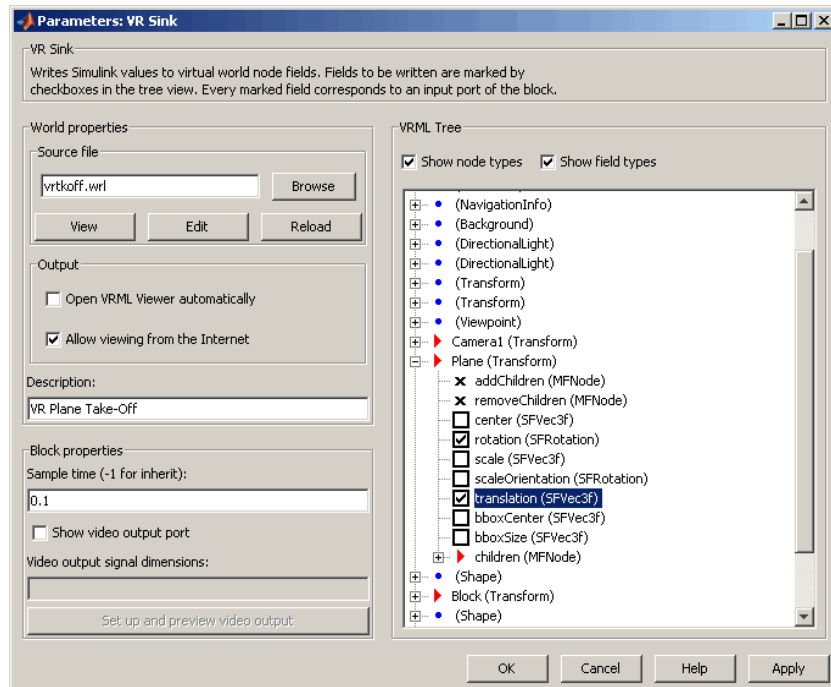 Parameters: VR Sink
VR Sink
Writes Simulink values to virtual world node fields. Fields to be written are marked by
checkboxes in the tree view. Every marked field corresponds to an input port of the block.
World properties
Source file
vrtkoff.wrl
Browse
View
Edit
Reload
Output
Open VRML Viewer automatically
Allow viewing from the Internet
Description:
VR Plane Take-Off
Block properties
Sample time (-1 for inherit):
0.1
Show video output port
Video output signal dimensions:
Set up and preview video output
VRML Tree
Show node types
Show field types
(NavigationInfo)
(Background)
(DirectionalLight)
(DirectionalLight)
(Transform)
(Transform)
(Viewpoint)
Camera1 (Transform)
Plane (Transform)
addChildren (MFNode)
removeChildren (MFNode)
center (SFVec3f)
rotation (SFRotation)
scale (SFVec3f)
scaleOrientation (SFRotation)
translation (SFVec3f)
bboxCenter (SFVec3f)
bboxSize (SFVec3f)
children (MFNode)
(Shape)
Block (Transform)
(Shape)
OK
Cancel
Help
Apply